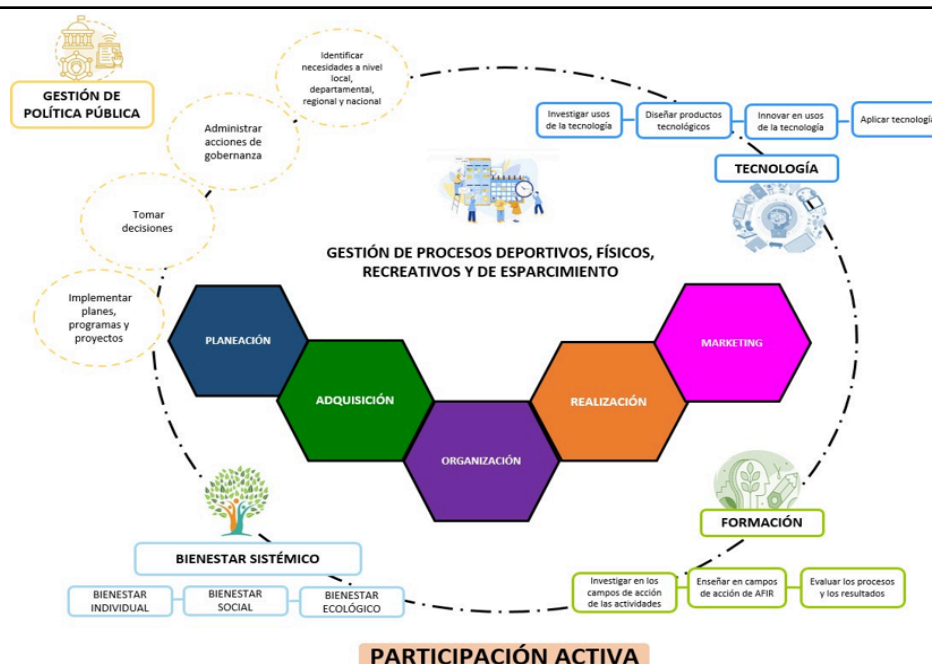 GESTIÓN DE
POLÍTICA PÚBLICA
Identificar
necesidades a nivel
local,
departamental,
regional y nacional
Administrar
acciones de
gobernanza
Tomar
decisiones
Implementar
planes,
programas y
proyectos
Investigar usos
de la tecnología
Diseñar productos
tecnológicos
Innovar en usos
de la tecnología
Aplicar tecnología
TECNOLOGÍA
GESTIÓN DE PROCESOS DEPORTIVOS, FÍSICOS,
RECREATIVOS Y DE ESPARCIMIENTO
PLANEACIÓN
ADQUISICIÓN
ORGANIZACIÓN
REALIZACIÓN
MARKETING
BIENESTAR SISTÉMICO
BIENESTAR
INDIVIDUAL
BIENESTAR
SOCIAL
BIENESTAR
ECOLÓGICO
FORMACIÓN
Investigar en los
campos de acción
de las actividades
Enseñar en campos
de acción de AFIR
Evaluar los procesos
y los resultados
PARTICIPACIÓN ACTIVA